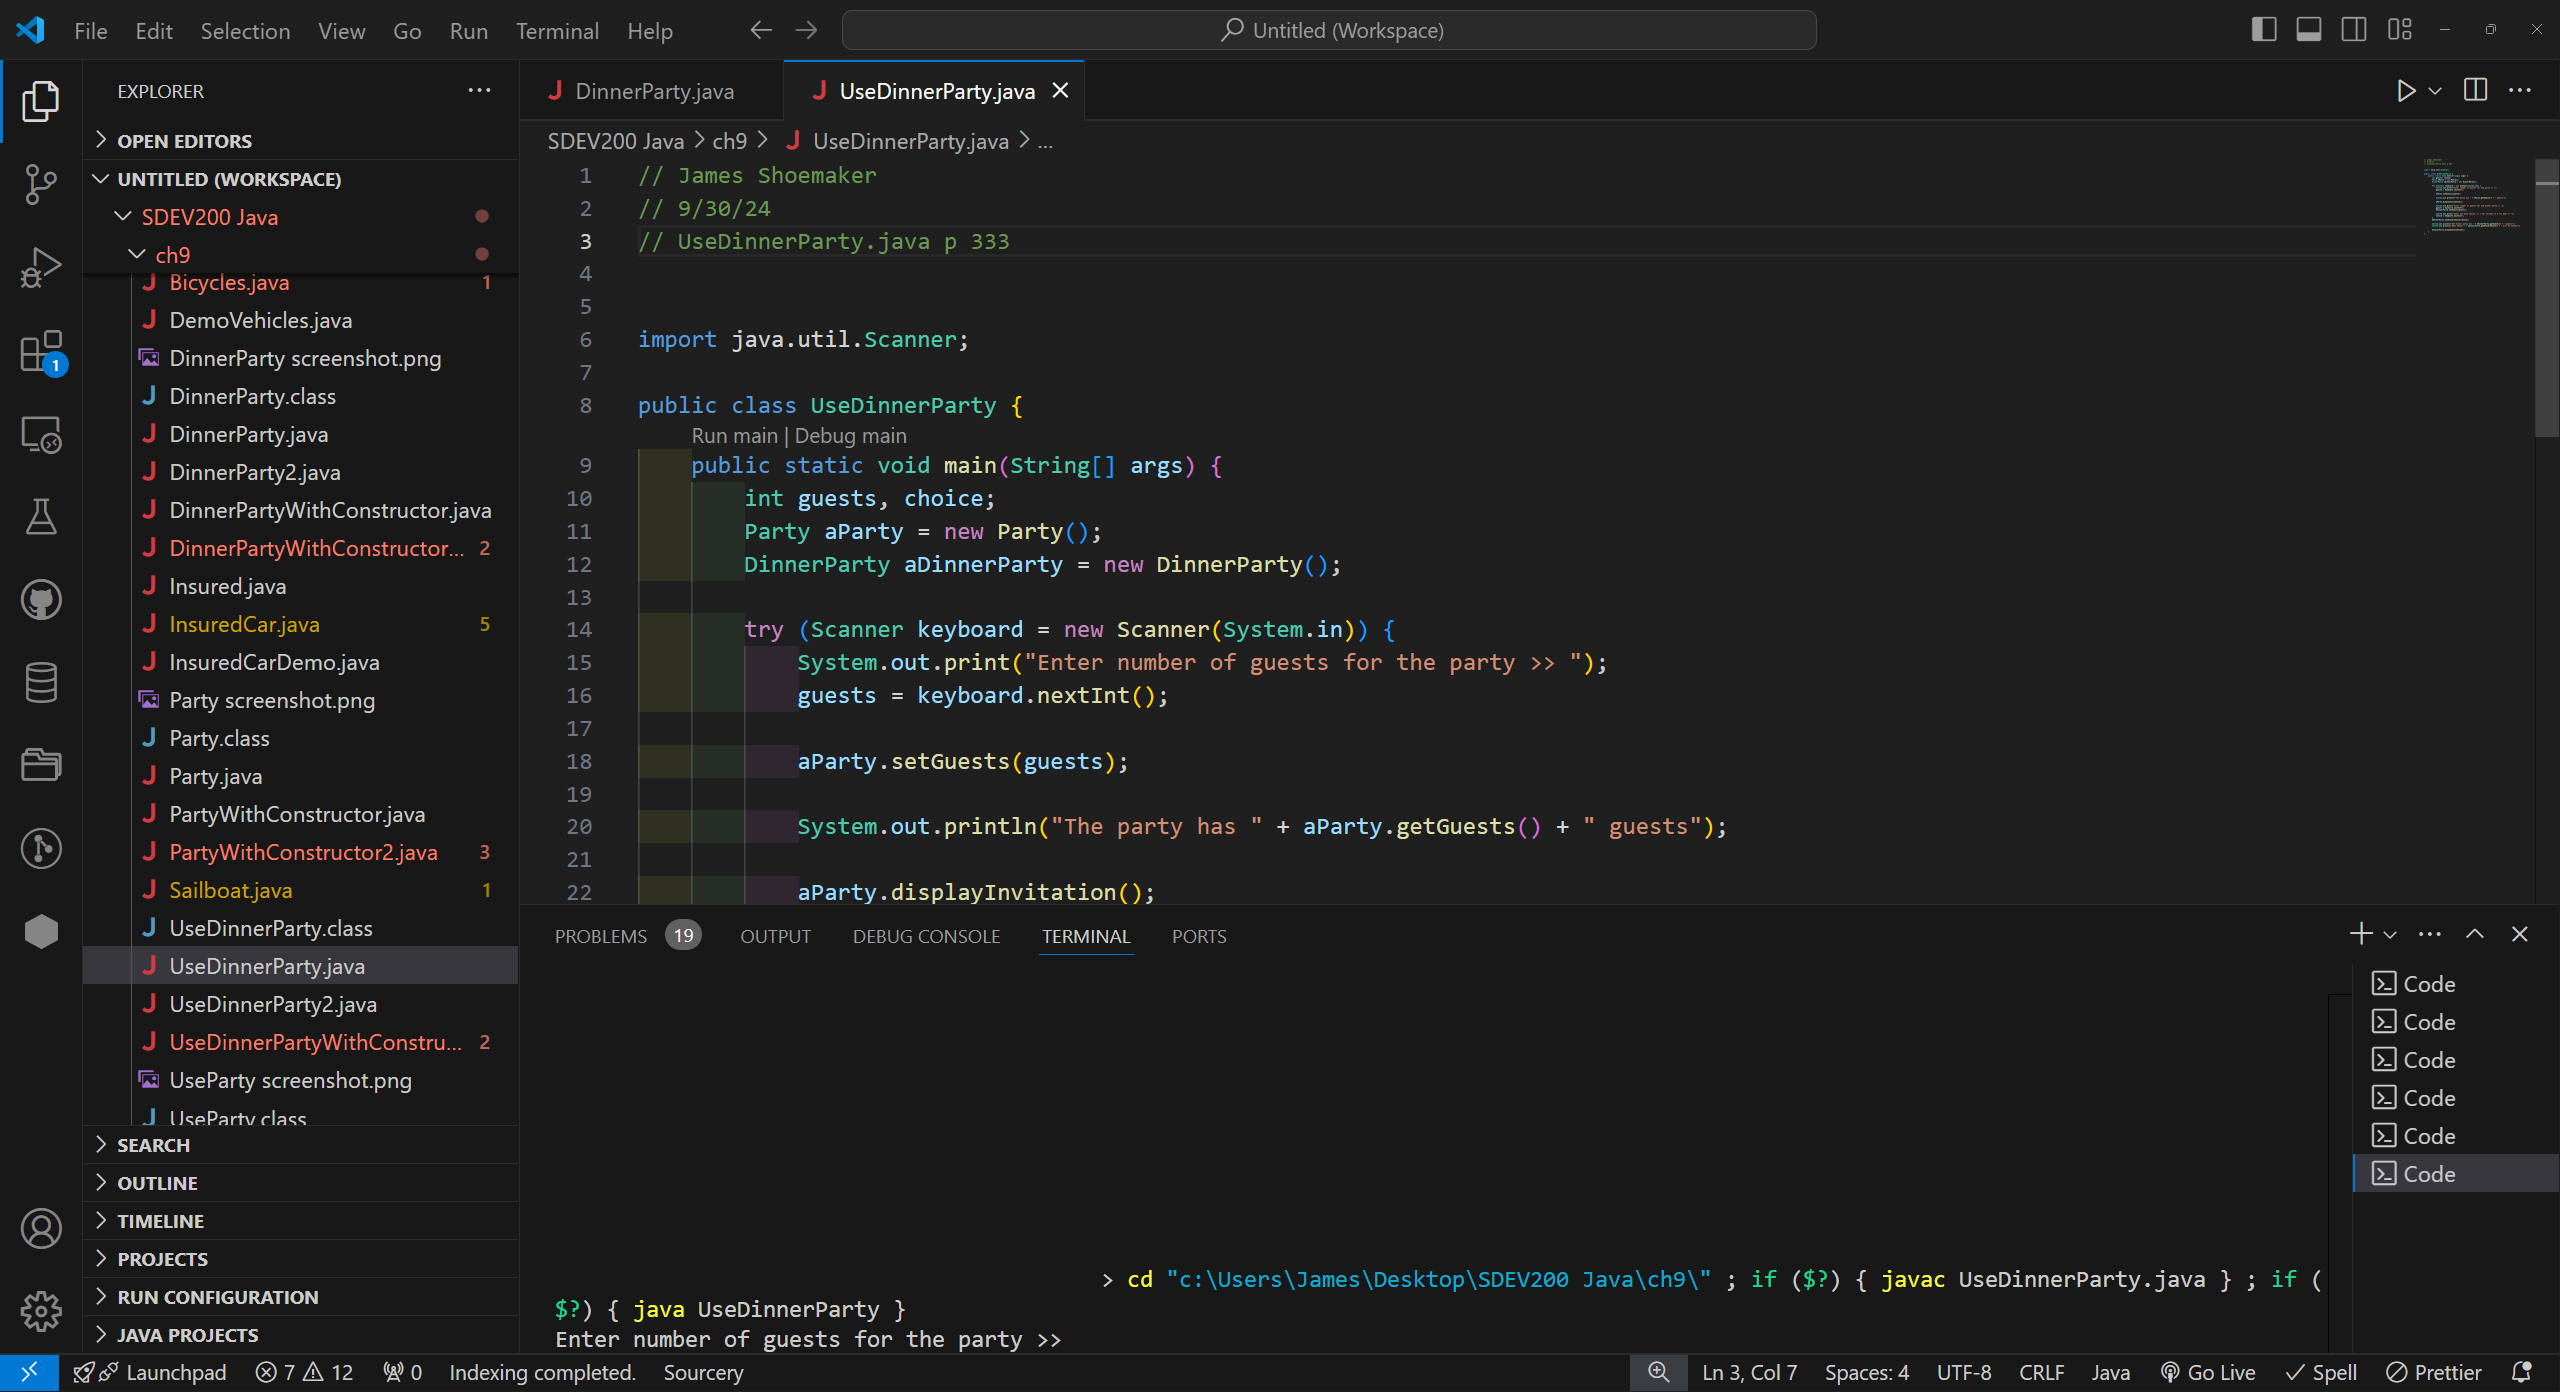 File Edit Selection View Go Run Terminal Help
Untitled (Workspace)
EXPLORER
OPEN EDITORS
UNTITLED (WORKSPACE)
SDEV200 Java
ch9
Bicycles.java 1
DemoVehicles.java
DinnerParty screenshot.png
DinnerParty.class
DinnerParty.java
DinnerParty2.java
DinnerPartyWithConstructor.java
DinnerPartyWithConstructor... 2
Insured.java
InsuredCar.java 5
InsuredCarDemo.java
Party screenshot.png
Party.class
Party.java
PartyWithConstructor.java
PartyWithConstructor2.java 3
Sailboat.java 1
UseDinnerParty.class
UseDinnerParty.java
UseDinnerParty2.java
UseDinnerPartyWithConstru... 2
UseParty screenshot.png
UseParty class
SEARCH
OUTLINE
TIMELINE
PROJECTS
RUN CONFIGURATION
JAVA PROJECTS
1
DinnerParty.java
UseDinnerParty.java
SDEV200 Java > ch9 > UseDinnerParty.java > ...
1 // James Shoemaker
2 // 9/30/24
3 // UseDinnerParty.java p 333
4
5
6 import java.util.Scanner;
7
8 public class UseDinnerParty {
Run main | Debug main
9 public static void main(String[] args) {
10 int guests, choice;
11 Party aParty = new Party();
12 DinnerParty aDinnerParty = new DinnerParty();
13
14 try (Scanner keyboard = new Scanner(System.in)) {
15 System.out.print("Enter number of guests for the party >> ");
16 guests = keyboard.nextInt();
17
18 aParty.setGuests(guests);
19
20 System.out.println("The party has " + aParty.getGuests() + " guests");
21
22 aParty.displayInvitation();
PROBLEMS 19 OUTPUT DEBUG CONSOLE TERMINAL PORTS
> cd "c:\Users\James\Desktop\SDEV200 Java\ch9\" ; if ($?) { javac UseDinnerParty.java } ; if (
$?) { java UseDinnerParty }
Enter number of guests for the party >>
Code
Code
Code
Code
Code
Code
Launchpad 7 12 0 Indexing completed. Sourcery
Ln 3, Col 7 Spaces: 4 UTF-8 CRLF Java Go Live Spell Prettier